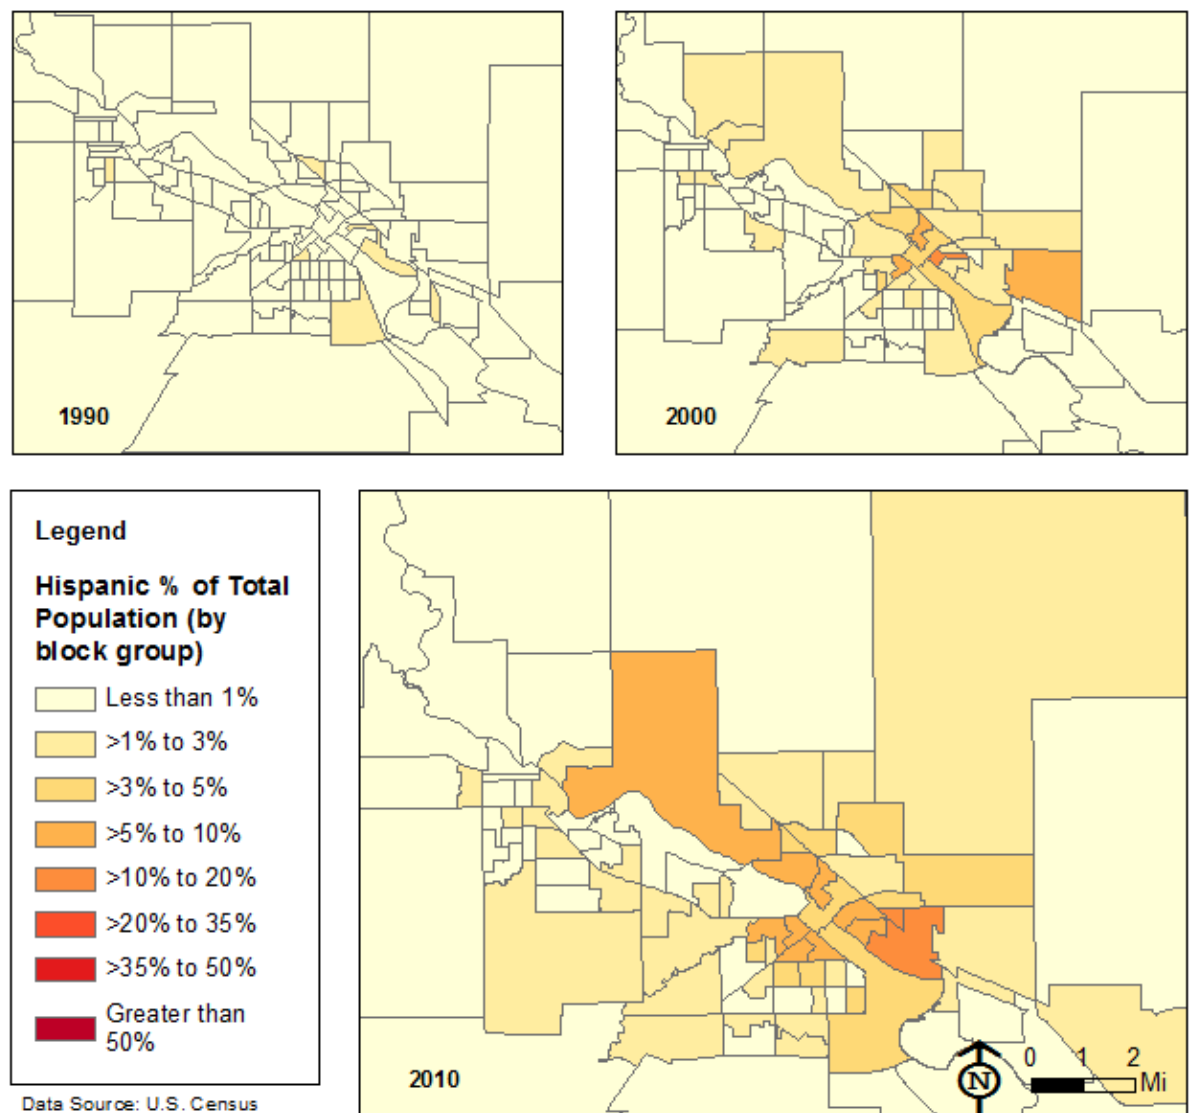 1990
2000
Legend
Hispanic % of Total
Population (by
block group)
Less than 1%
>1% to 3%
>3% to 5%
>5% to 10%
>10% to 20%
>20% to 35%
>35% to 50%
Greater than
50%
Data Source: U.S. Census
2010
N
0 1 2
Mi